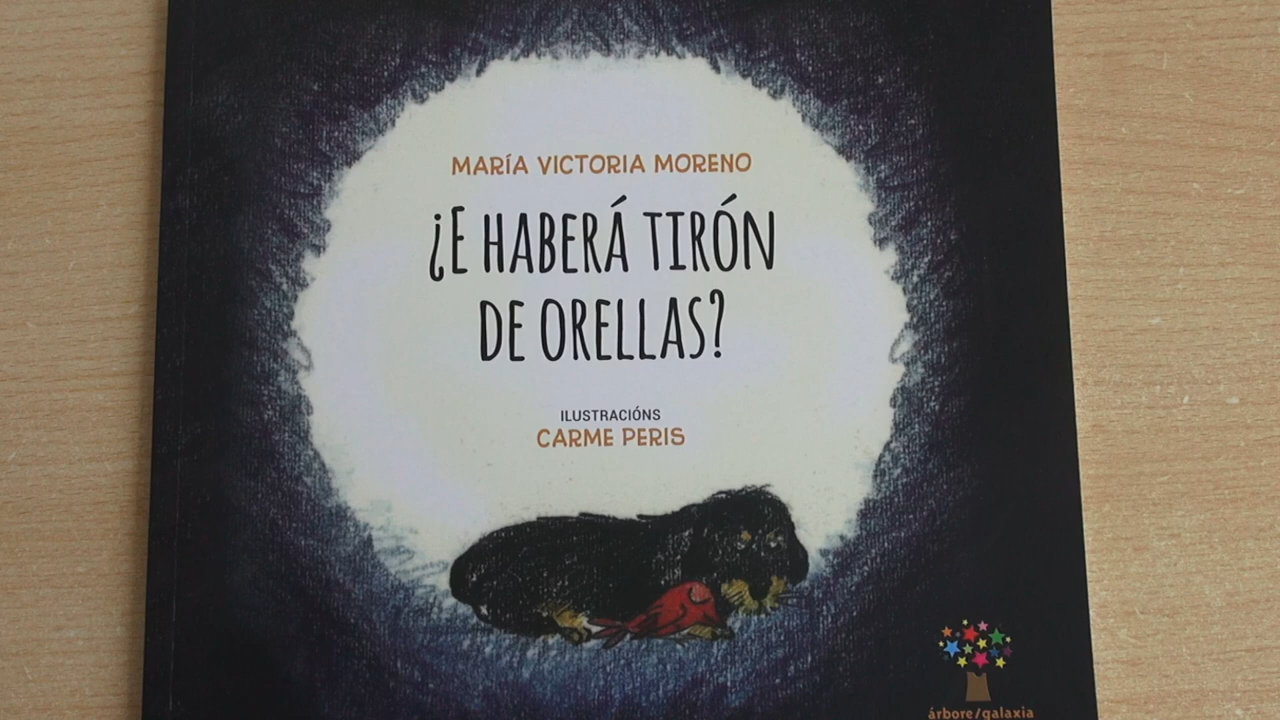 MARÍA VICTORIA MORENO
¿E HABERÁ TIRÓN
DE ORELLAS?
ILUSTRACIÓNS
CARME PERIS
árbore/galaxia